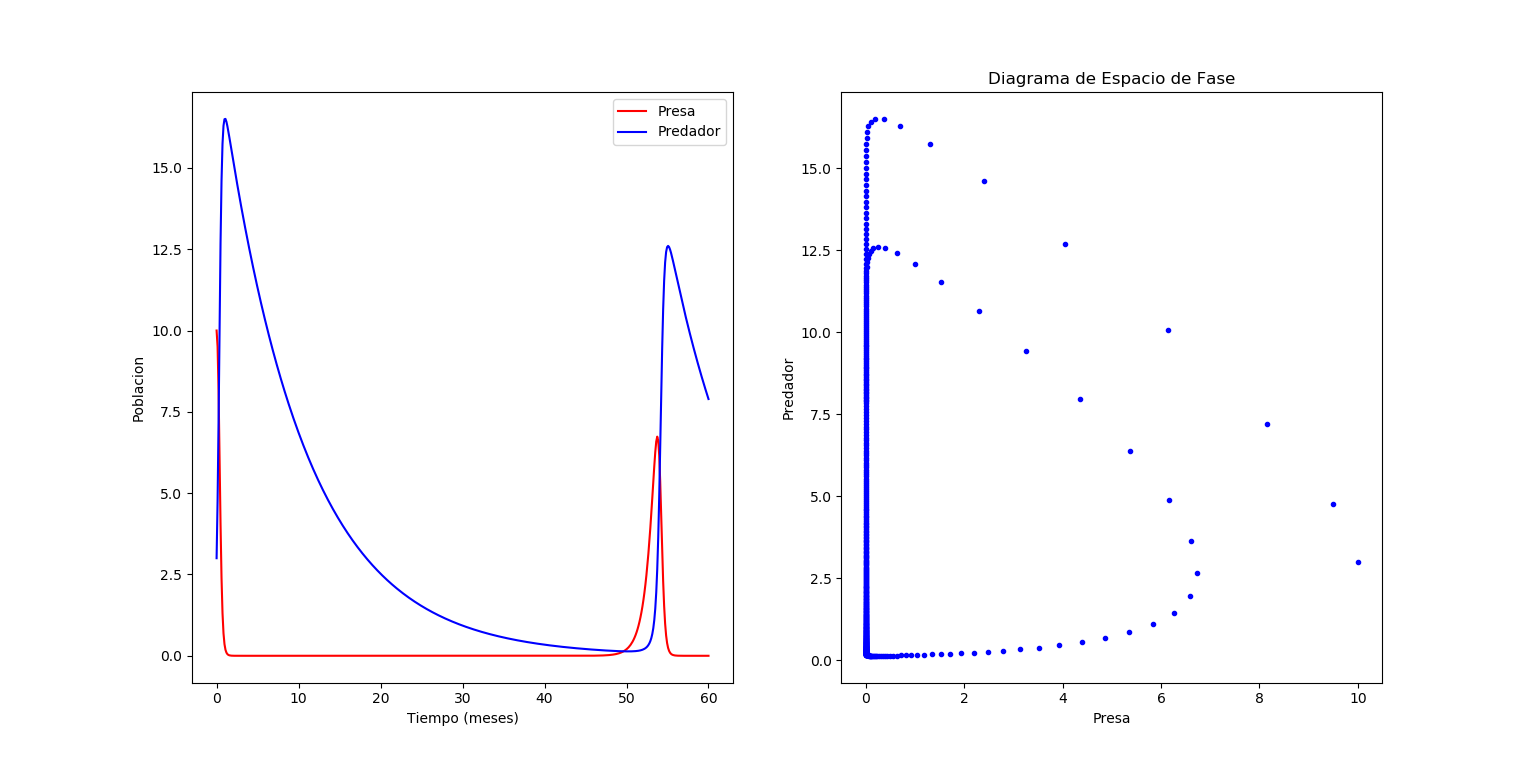 Presa
Predador
15.0
12.5
10.0
7.5
5.0
2.5
0.0
Poblacion
0 10 20 30 40 50 60
Tiempo (meses)
Diagrama de Espacio de Fase
15.0
12.5
10.0
7.5
5.0
2.5
0.0
Predador
0 2 4 6 8 10
Presa